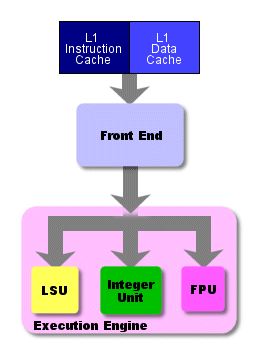 L1
Instruction
Cache
L1
Data
Cache
Front End
LSU
Integer
Unit
FPU
Execution Engine